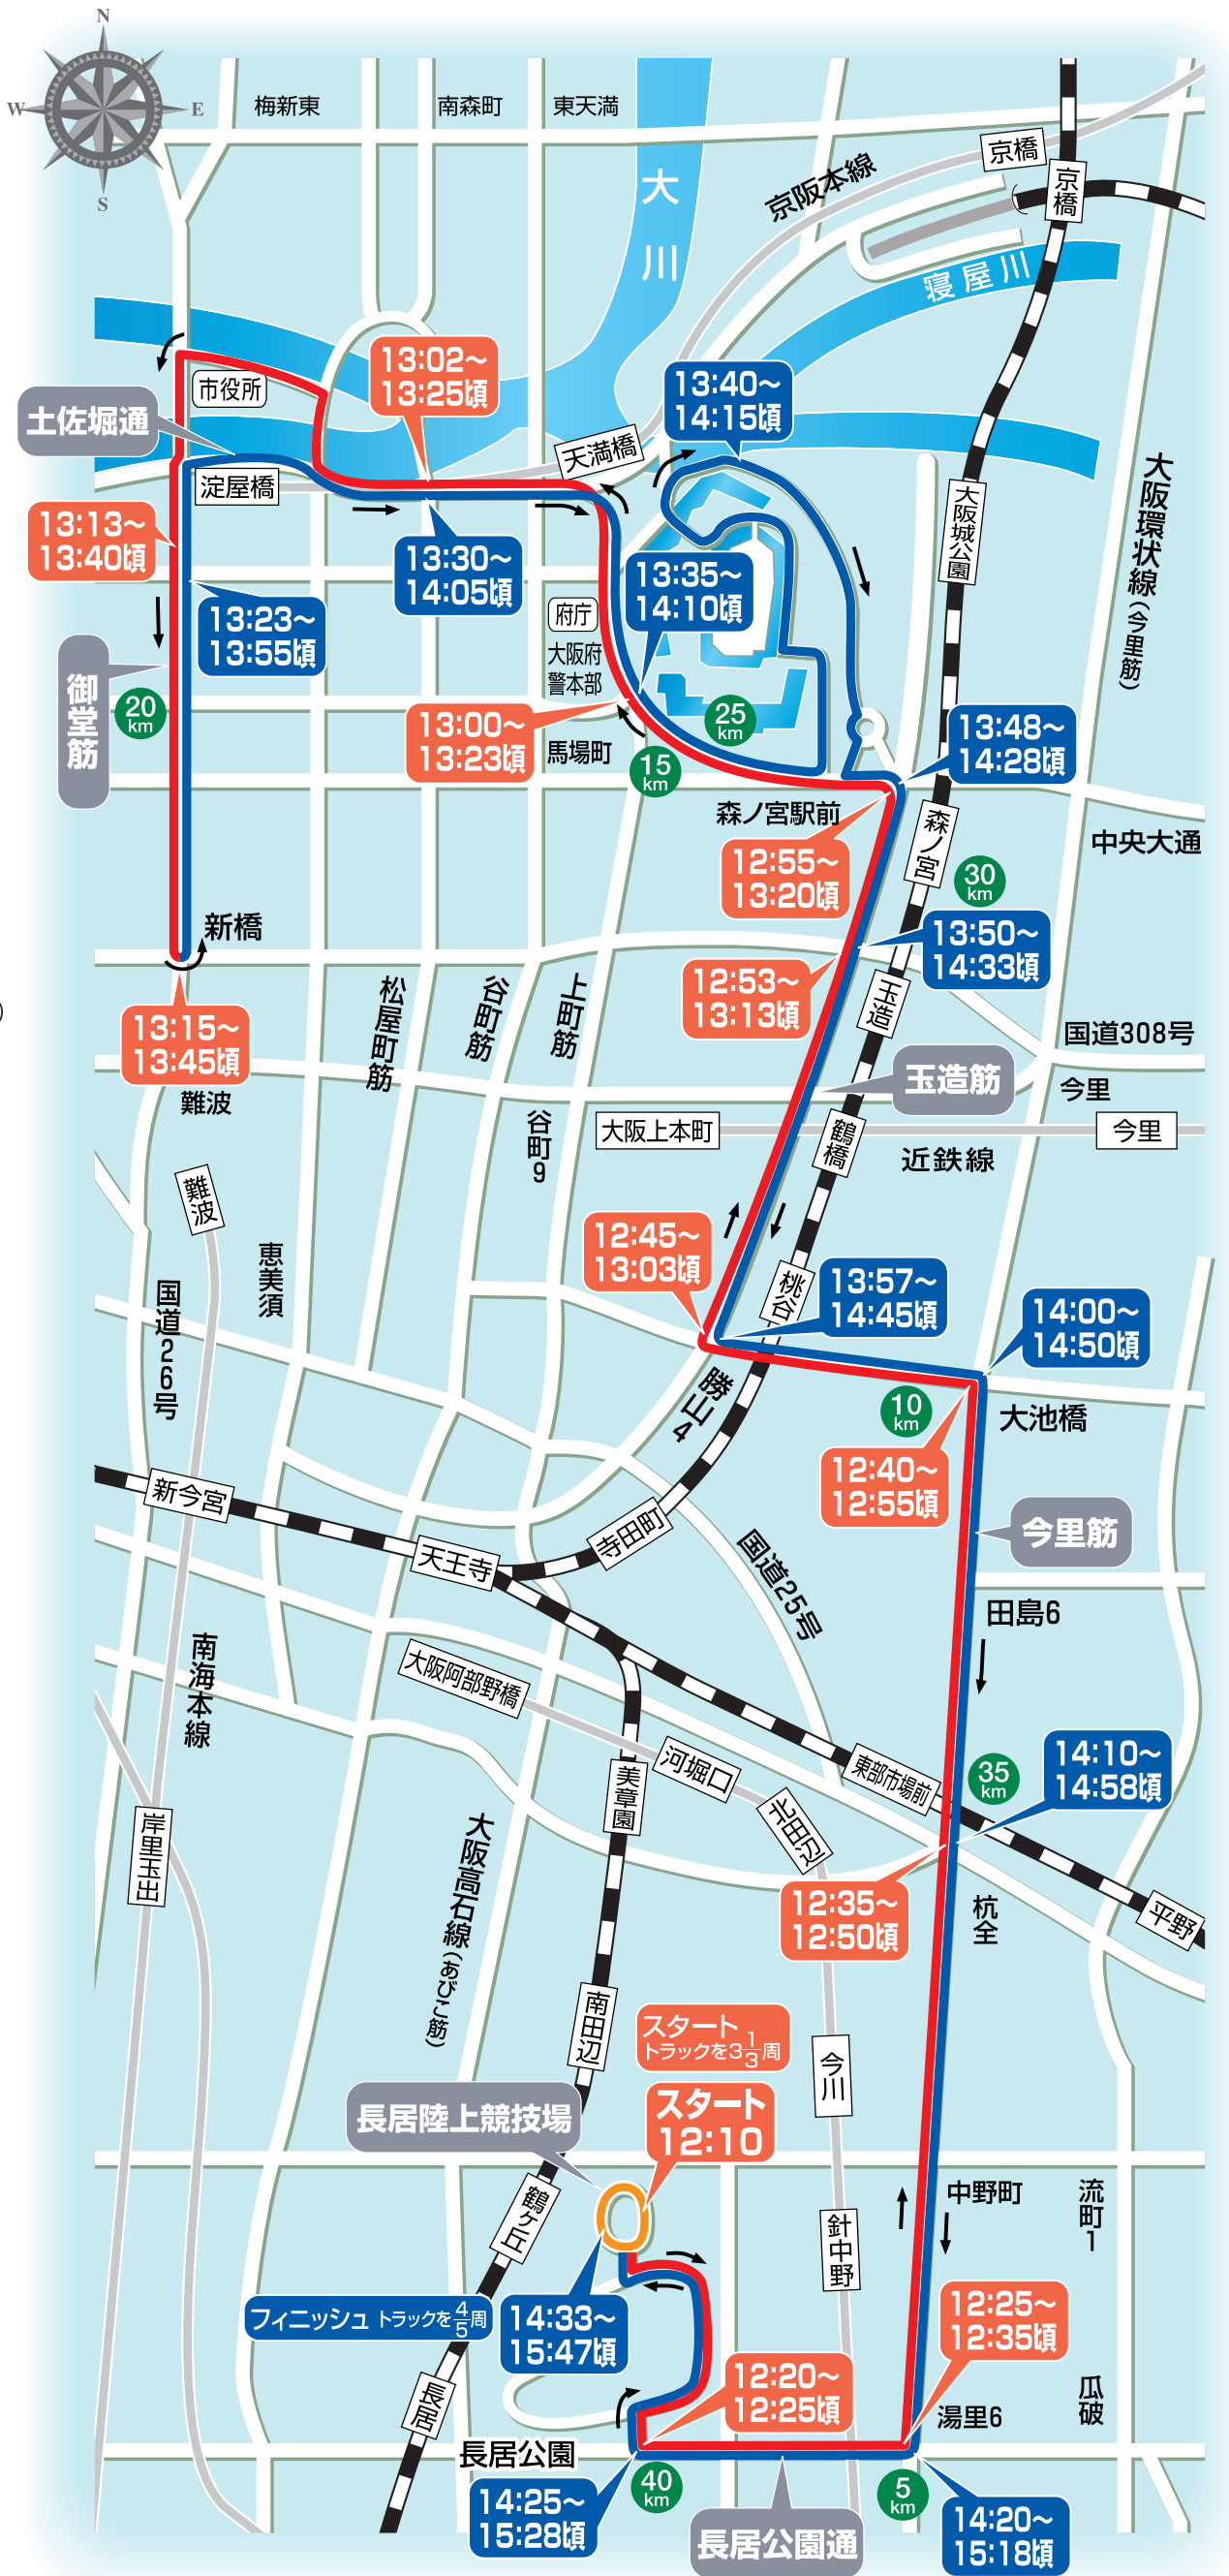 N
W
E
S
梅新東
南森町
東天満
大川
京阪本線
京橋
京橋
寝屋川
市役所
土佐堀通
淀屋橋
天満橋
13:02〜
13:25頃
13:40〜
14:15頃
大阪城公園
大阪環状線(今里筋)
13:13〜
13:40頃
13:23〜
13:55頃
13:30〜
14:05頃
13:35〜
14:10頃
府庁
大阪府
警本部
御堂筋
20
km
13:00〜
13:23頃
馬場町
15
km
25
km
13:48〜
14:28頃
森ノ宮駅前
中央大通
12:55〜
13:20頃
森ノ宮
30
km
新橋
13:50〜
14:33頃
12:53〜
13:13頃
玉造
)
13:15〜
13:45頃
難波
松屋町筋
谷町筋
上町筋
国道308号
玉造筋
今里
谷町9
大阪上本町
鶴橋
今里
近鉄線
難波
恵美須
国道26号
12:45〜
13:03頃
桃谷
13:57〜
14:45頃
14:00〜
14:50頃
勝山4
10
km
大池橋
12:40〜
12:55頃
新今宮
天王寺
寺田町
国道25号
今里筋
田島6
南海本線
大阪阿部野橋
河堀口
北田辺
美章園
東部市場前
35
km
14:10〜
14:58頃
岸里玉出
大阪高石線(あびこ筋)
12:35〜
12:50頃
杭全
平野
南田辺
スタート
トラックを3 1/3周
今川
長居陸上競技場
スタート
12:10
鶴ヶ丘
針中野
中野町
流町1
フィニッシュ トラックを4/5周
14:33〜
15:47頃
12:25〜
12:35頃
12:20〜
12:25頃
長居
瓜破
湯里6
長居公園
40
km
5
km
14:25〜
15:28頃
長居公園通
14:20〜
15:18頃